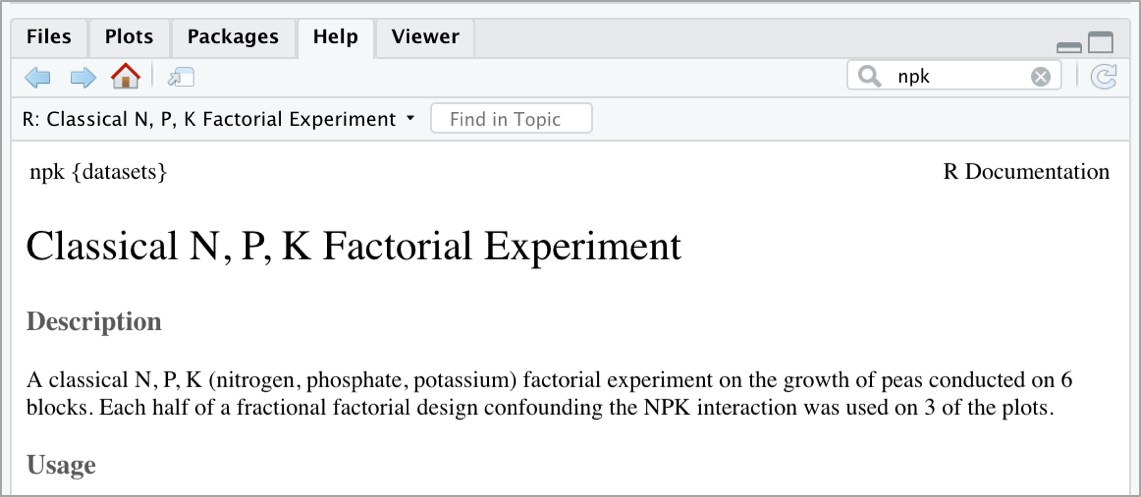 Files Plots Packages Help Viewer
npk
R: Classical N, P, K Factorial Experiment Find in Topic
npk {datasets} R Documentation
Classical N, P, K Factorial Experiment
Description
A classical N, P, K (nitrogen, phosphate, potassium) factorial experiment on the growth of peas conducted on 6
blocks. Each half of a fractional factorial design confounding the NPK interaction was used on 3 of the plots.
Usage